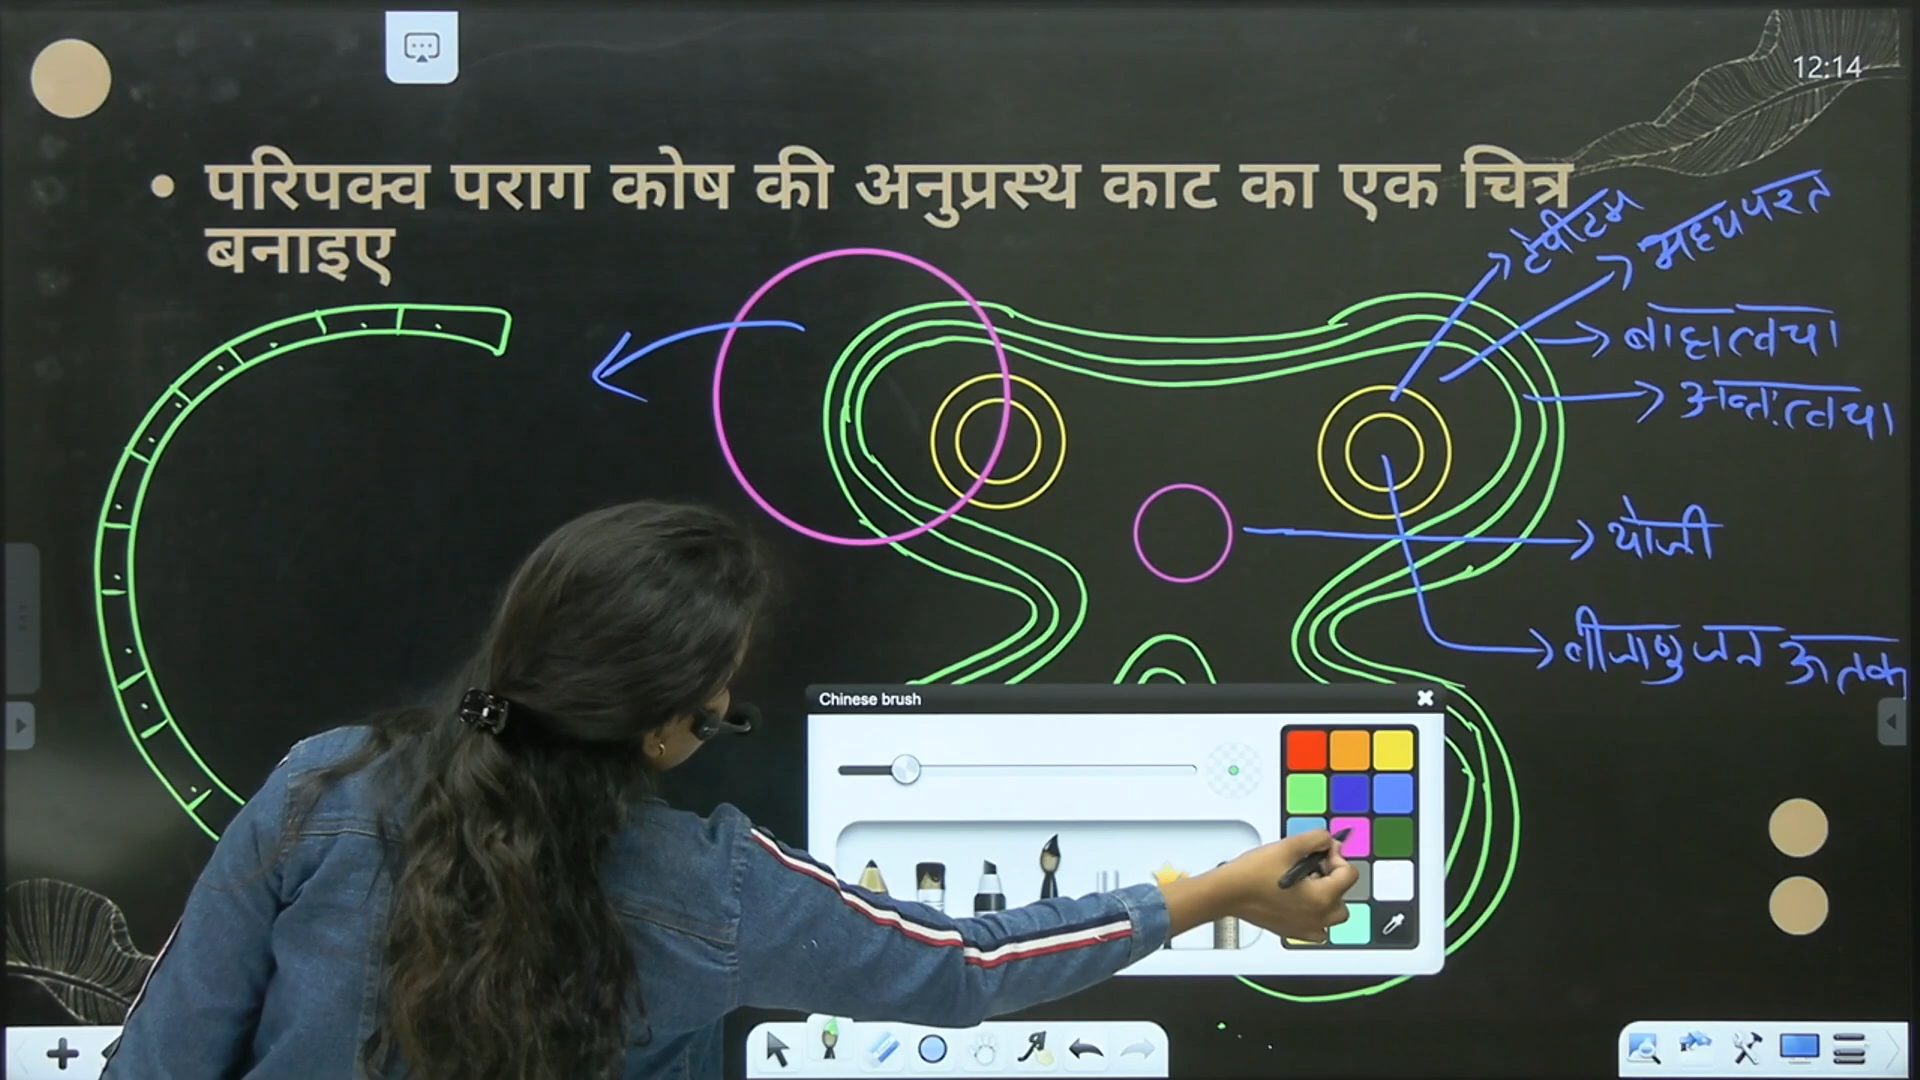 12:14
• परिपक्व पराग कोष की अनुप्रस्थ काट का एक चित्र
बनाइए
टेपीटम
मध्यपरत
बाह्यत्वचा
अन्तःत्वचा
योजी
बीजाणुजन ऊतक
Chinese brush